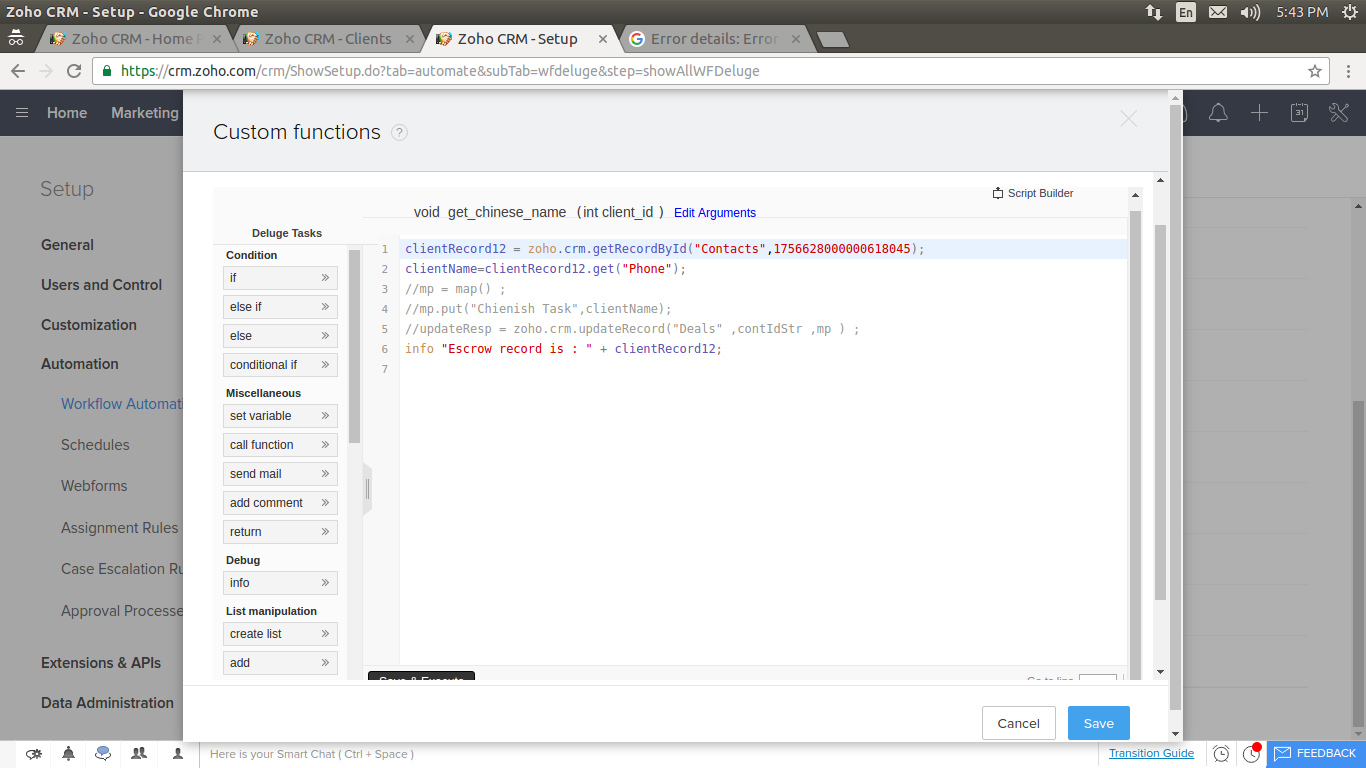 Zoho CRM - Setup - Google Chrome
En
5:43 PM
Zoho CRM - Home
Zoho CRM - Clients
Zoho CRM - Setup
Error details: Error
https://crm.zoho.com/crm/ShowSetup.do?tab=automate&subTab=wfdeluge&step=showAllWFDeluge
Home
Marketing
31
Custom functions ?
Setup
General
Users and Control
Customization
Automation
Workflow Automati
Schedules
Webforms
Assignment Rules
Case Escalation Ru
Approval Processe
Extensions & APIs
Data Administration
Script Builder
void get_chinese_name (int client_id ) Edit Arguments
Deluge Tasks
Condition
if
else if
else
conditional if
Miscellaneous
set variable
call function
send mail
add comment
return
Debug
info
List manipulation
create list
add
1 clientRecord12 = zoho.crm.getRecordById("Contacts",1756628000000618045);
2 clientName=clientRecord12.get("Phone");
3 //mp = map() ;
4 //mp.put("Chienish Task",clientName);
5 //updateResp = zoho.crm.updateRecord("Deals" ,contIdStr ,mp ) ;
6 info "Escrow record is : " + clientRecord12;
7
Save & Execute
Go to line
Cancel
Save
Here is your Smart Chat ( Ctrl + Space )
Transition Guide
FEEDBACK